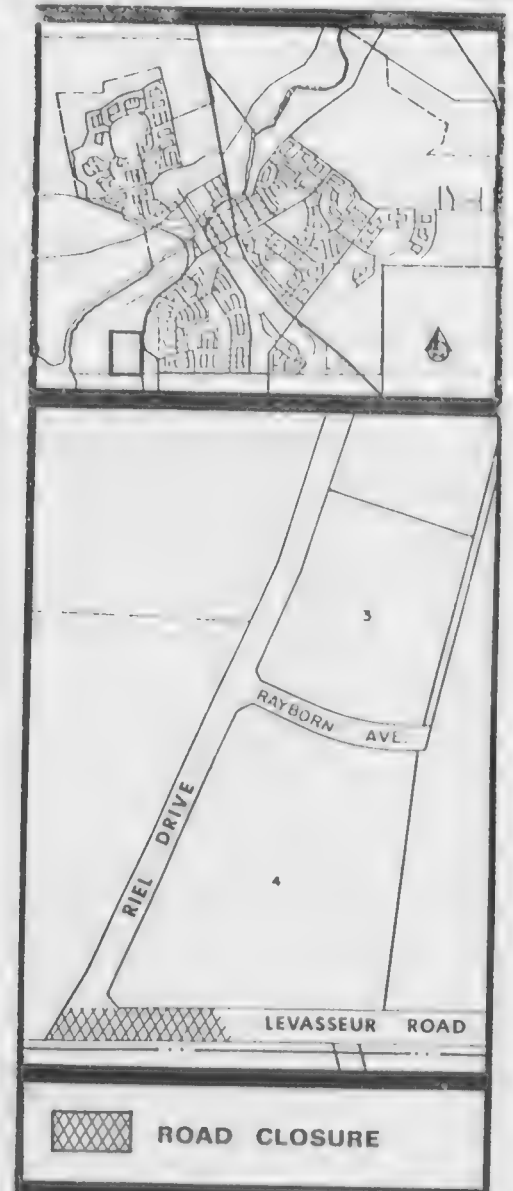 3
RAYBORN AVE.
RIEL DRIVE
4
LEVASSEUR ROAD
ROAD CLOSURE